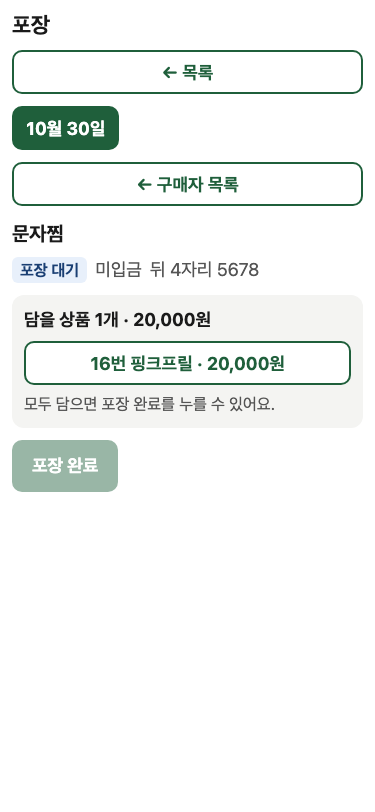 포장
← 목록
10월 30일
← 구매자 목록
문자찜
포장 대기 미입금 뒤 4자리 5678
담을 상품 1개 · 20,000원
16번 핑크프릴 · 20,000원
모두 담으면 포장 완료를 누를 수 있어요.
포장 완료